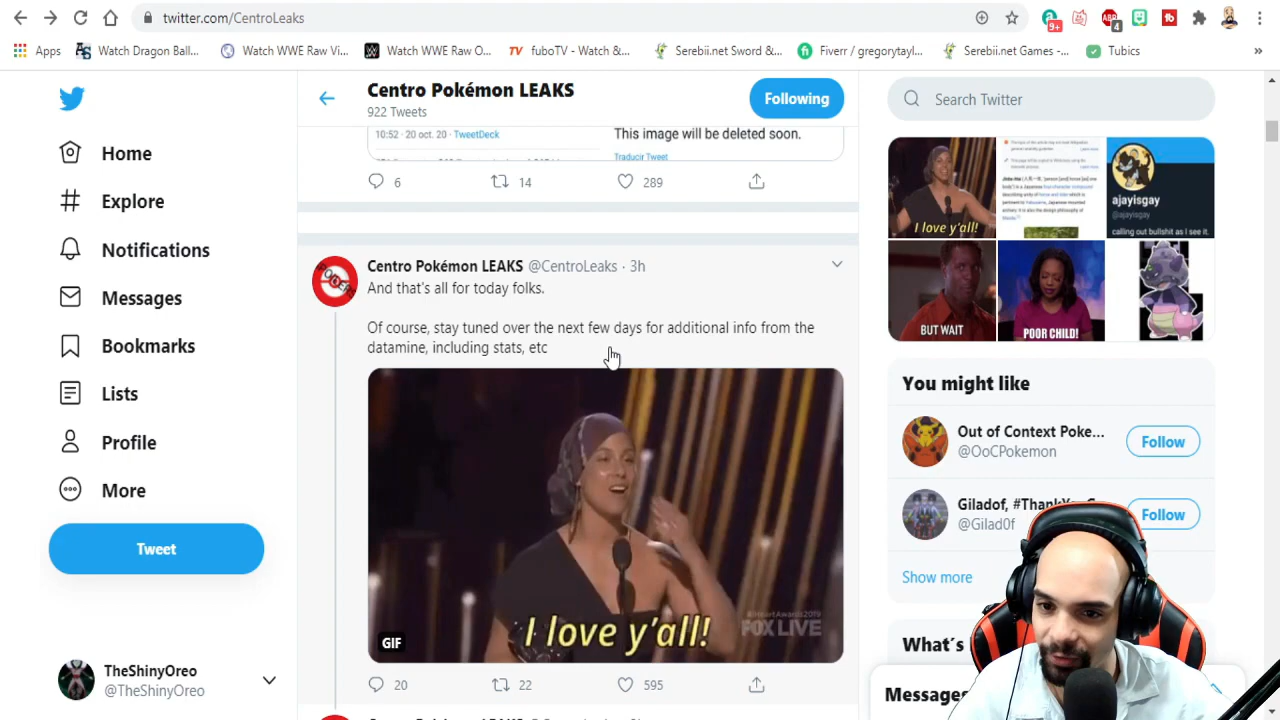 twitter.com/CentroLeaks
9+
4
Apps
Watch Dragon Ball...
Watch WWE Raw Vi...
Watch WWE Raw O...
fuboTV - Watch &...
Serebii.net Sword &...
Fiverr / gregorytayl...
Serebii.net Games -...
Tubics
»
Home
Explore
Notifications
Messages
Bookmarks
Lists
Profile
More
Tweet
TheShinyOreo
@TheShinyOreo
Centro Pokémon LEAKS
922 Tweets
Following
10:52 · 20 oct. 20 · TweetDeck
This image will be deleted soon.
Traducir Tweet
14
289
Centro Pokémon LEAKS @CentroLeaks · 3h
And that's all for today folks.
Of course, stay tuned over the next few days for additional info from the
datamine, including stats, etc
I love y'all!
#iHeartAwards2019
FOX LIVE
GIF
20
22
595
Search Twitter
I love y'all!
ajayisgay
@ajayisgay
calling out bullshit as i see it.
BUT WAIT
POOR CHILD!
You might like
Out of Context Poke...
@OoCPokemon
Follow
Giladof,
@Gilad0f
Follow
Show more
What's
Messages